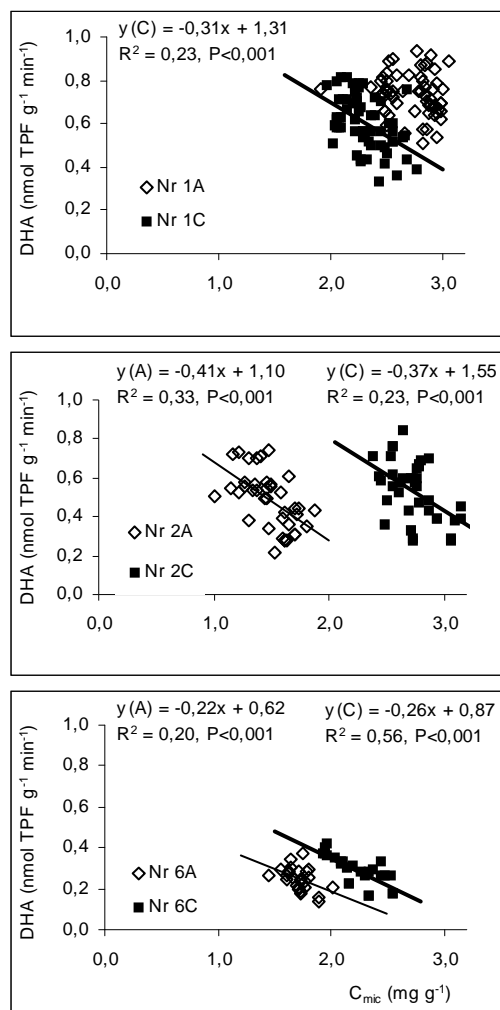 y(C) = -0,31x + 1,31
R² = 0,23, P<0,001
DHA (nmol TPF g⁻¹ min⁻¹)
1,0
0,8
0,6
0,4
0,2
0,0
Nr 1A
Nr 1C
0,0 1,0 2,0 3,0
y(A) = -0,41x + 1,10 y(C) = -0,37x + 1,55
R² = 0,33, P<0,001 R² = 0,23, P<0,001
DHA (nmol TPF g⁻¹ min⁻¹)
1,0
0,8
0,6
0,4
0,2
0,0
Nr 2A
Nr 2C
0,0 1,0 2,0 3,0
y(A) = -0,22x + 0,62 y(C) = -0,26x + 0,87
R² = 0,20, P<0,001 R² = 0,56, P<0,001
DHA (nmol TPF g⁻¹ min⁻¹)
1,0
0,8
0,6
0,4
0,2
0,0
Nr 6A
Nr 6C
0,0 1,0 2,0 3,0
Cmic (mg g⁻¹)